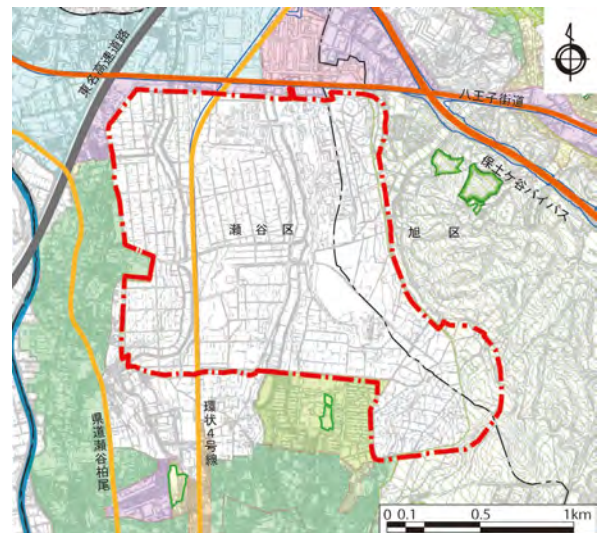 東名高速道路
八王子街道
保土ケ谷バイパス
瀬谷区
旭区
県道瀬谷柏尾
環状4号線
0 0.1 0.5 1km